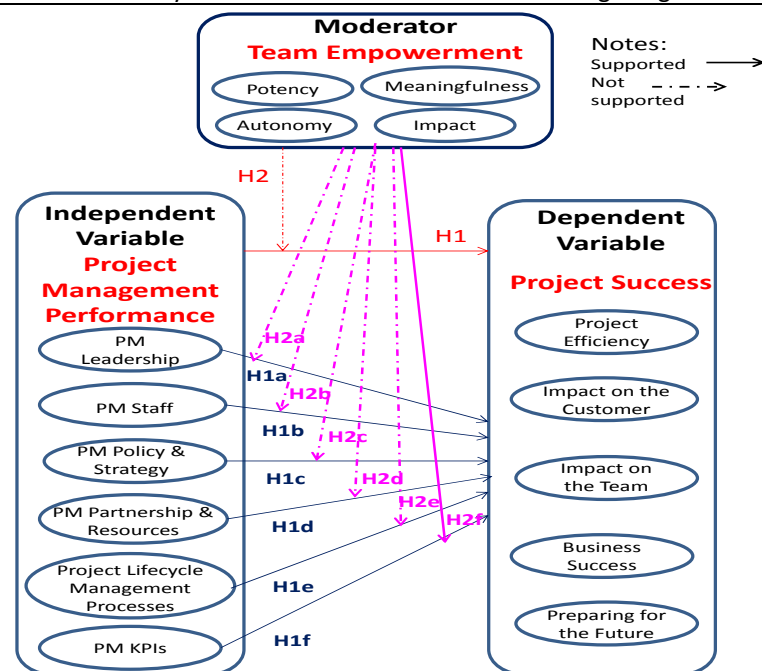 Moderator
Team Empowerment
Potency
Meaningfulness
Autonomy
Impact
Notes:
Supported
Not
supported
H2
H1
Independent
Variable
Project
Management
Performance
PM
Leadership
PM Staff
PM Policy &
Strategy
PM Partnership &
Resources
Project Lifecycle
Management
Processes
PM KPIs
H2a
H1a
H2b
H1b
H2c
H1c
H2d
H1d
H2e
H1e
H2f
H1f
Dependent
Variable
Project Success
Project
Efficiency
Impact on the
Customer
Impact on
the Team
Business
Success
Preparing for
the Future